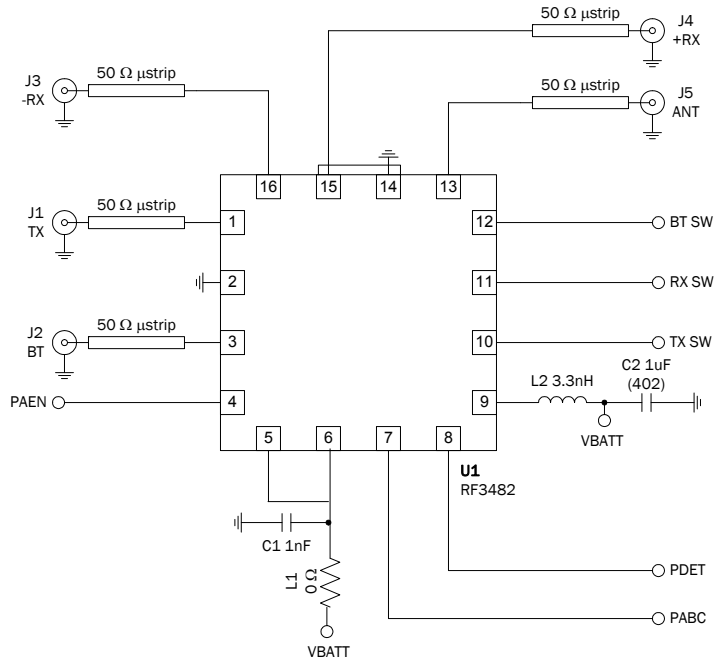 50 Ω μstrip
J4
+RX
50 Ω μstrip
J3
-RX
50 Ω μstrip
J5
ANT
16
15
14
13
50 Ω μstrip
J1
TX
1
12
BT SW
2
11
RX SW
50 Ω μstrip
J2
BT
3
10
TX SW
PAEN
4
9
L2 3.3nH
C2 1uF
(402)
VBATT
5
6
7
8
U1
RF3482
C1 1nF
L1
0 Ω
VBATT
PDET
PABC